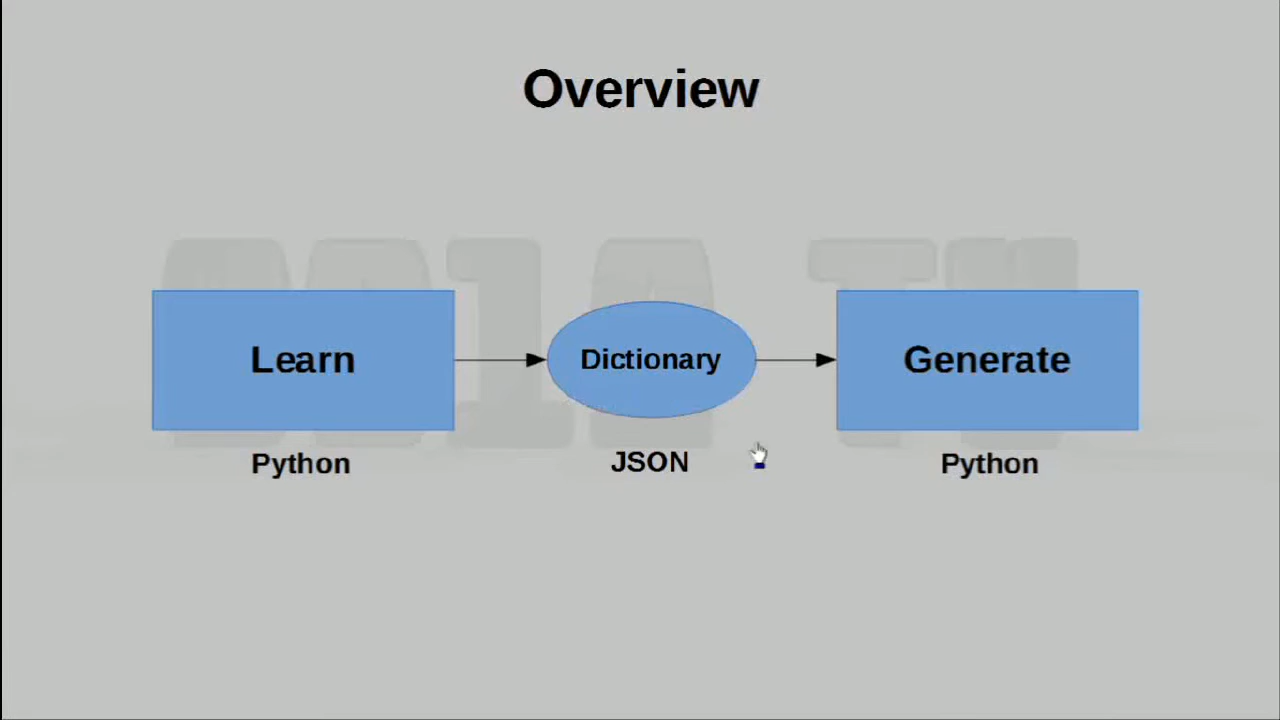 Overview
Learn
Dictionary
Generate
Python
JSON
Python